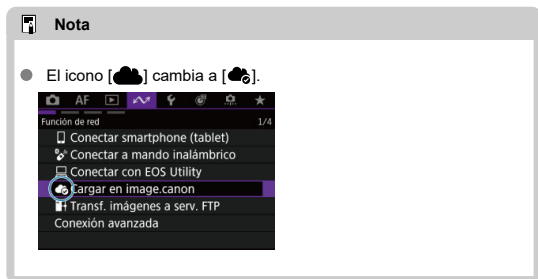 Nota
El icono [] cambia a [].
AF
Función de red
1/4
Conectar smartphone (tablet)
Conectar a mando inalámbrico
Conectar con EOS Utility
Cargar en image.canon
Transf. imágenes a serv. FTP
Conexión avanzada